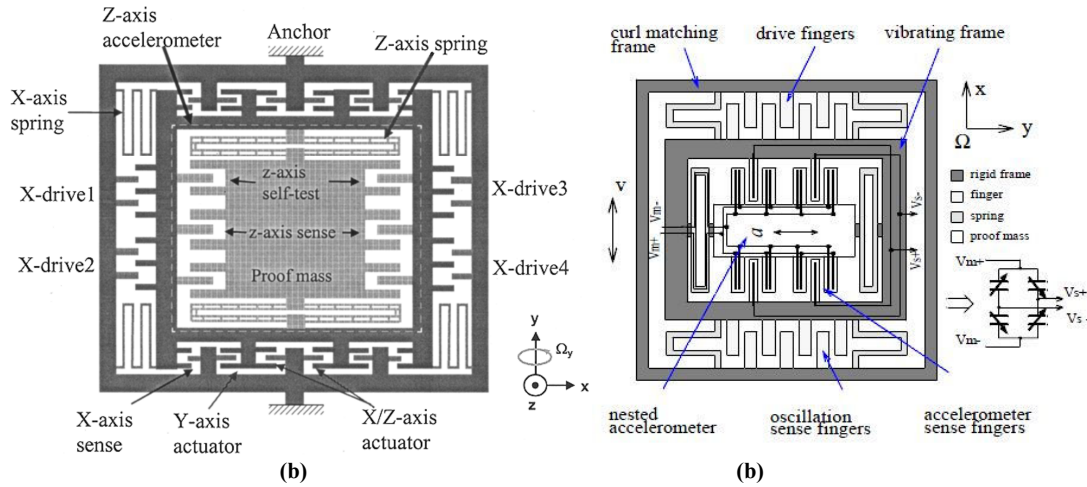 (b)
Z-axis
accelerometer
Anchor
Z-axis spring
X-axis
spring
X-drive1
X-drive2
z-axis
self-test
z-axis sense
Proof mass
X-drive3
X-drive4
y
Ωy
x
z
X-axis
sense
Y-axis
actuator
X/Z-axis
actuator
(b)
curl matching
frame
drive fingers
vibrating frame
x
Ω
y
rigid frame
finger
spring
proof mass
v
Vm-
Vm+
a
Vs-
Vs+
Vm+
Vs+
Vs -
Vm-
nested
accelerometer
oscillation
sense fingers
accelerometer
sense fingers
(b)